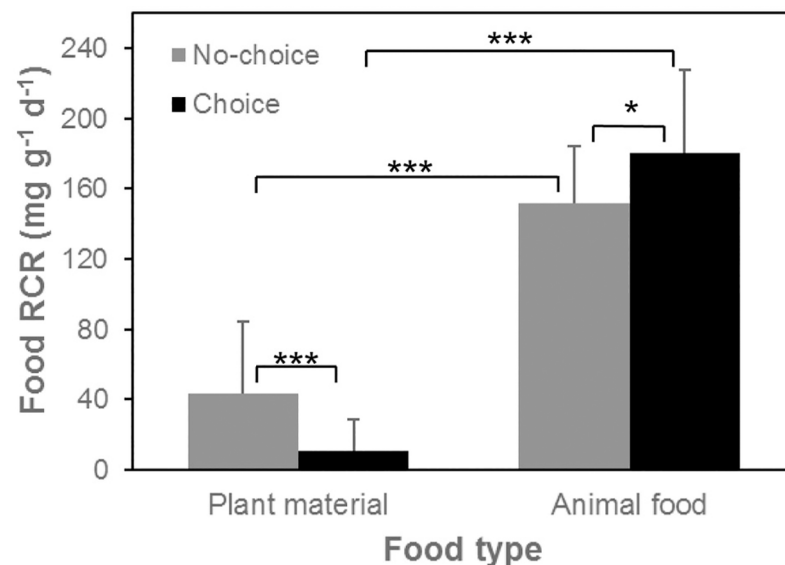 Food RCR (mg g⁻¹ d⁻¹)
240
200
160
120
80
40
0
No-choice
Choice
***
*
***
***
Plant material
Animal food
Food type